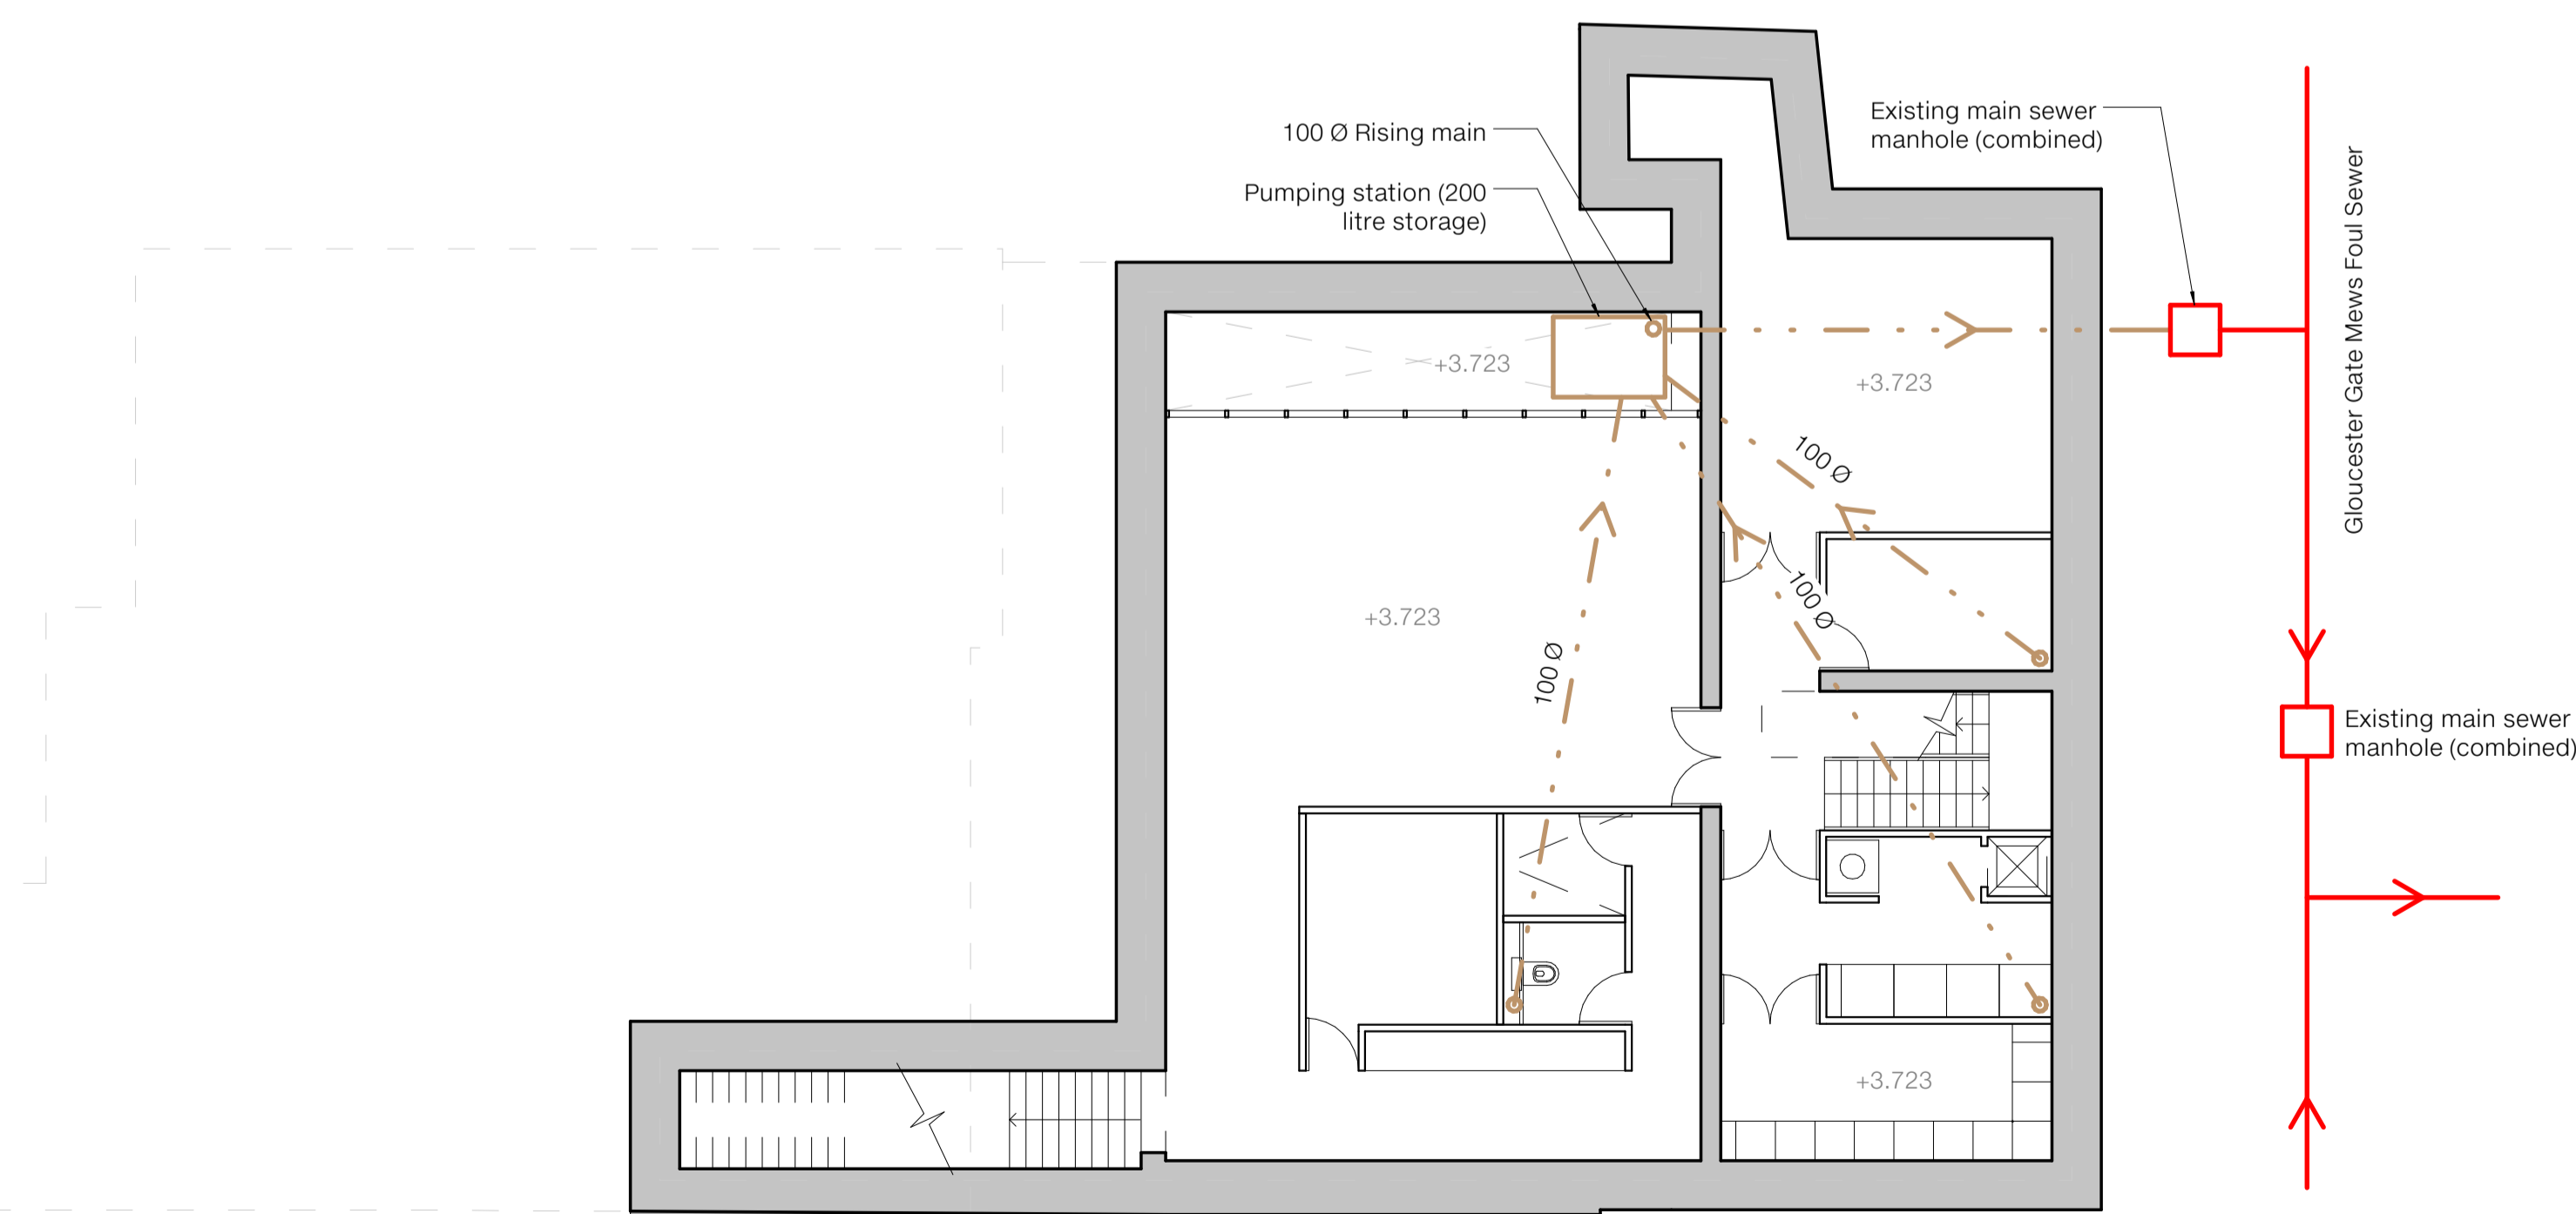 Existing main sewer
manhole (combined)
100 Ø Rising main
Pumping station (200
litre storage)
Gloucester Gate Mews Foul Sewer
+3.723
+3.723
100 Ø
100 Ø
+3.723
100 Ø
Existing main sewer
manhole (combined)
+3.723